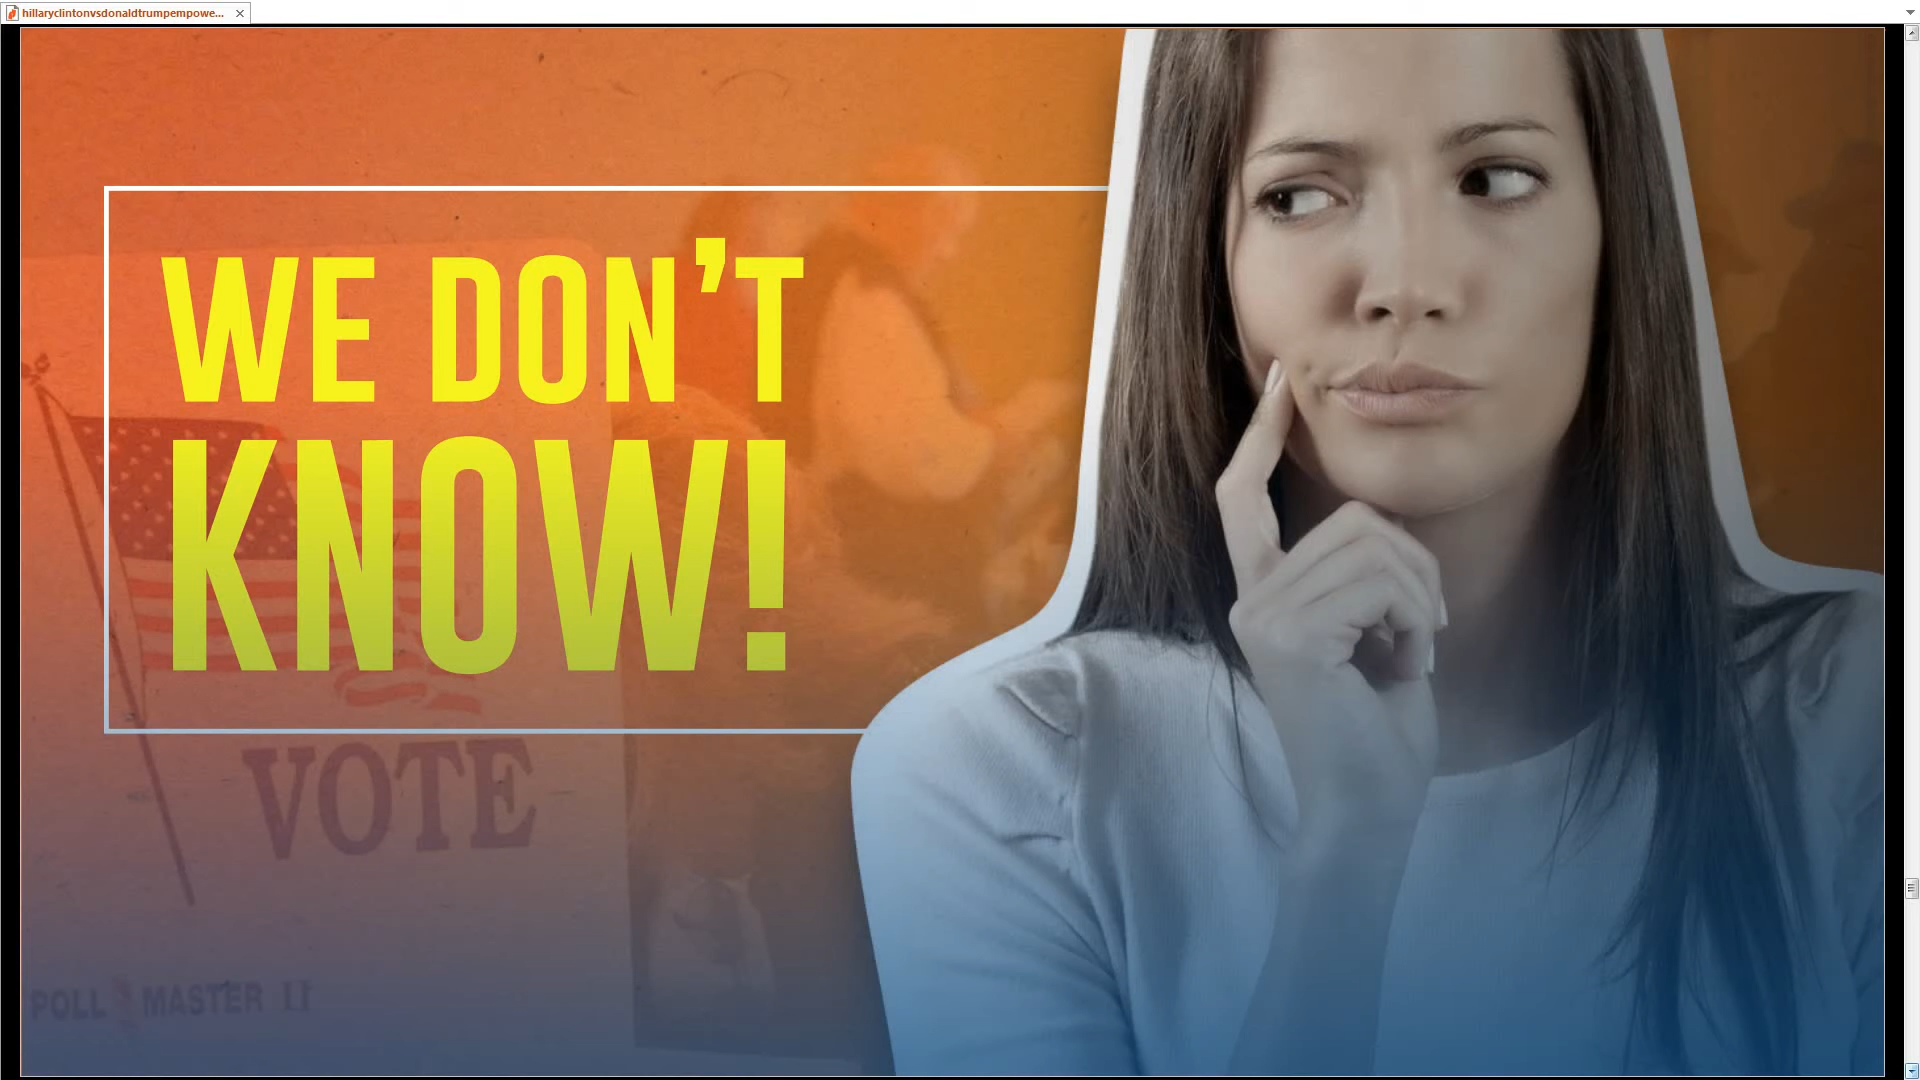 hillaryclintonvsdonaldtrumpempowe...
WE DON'T
KNOW!
VOTE
POLL MASTER II